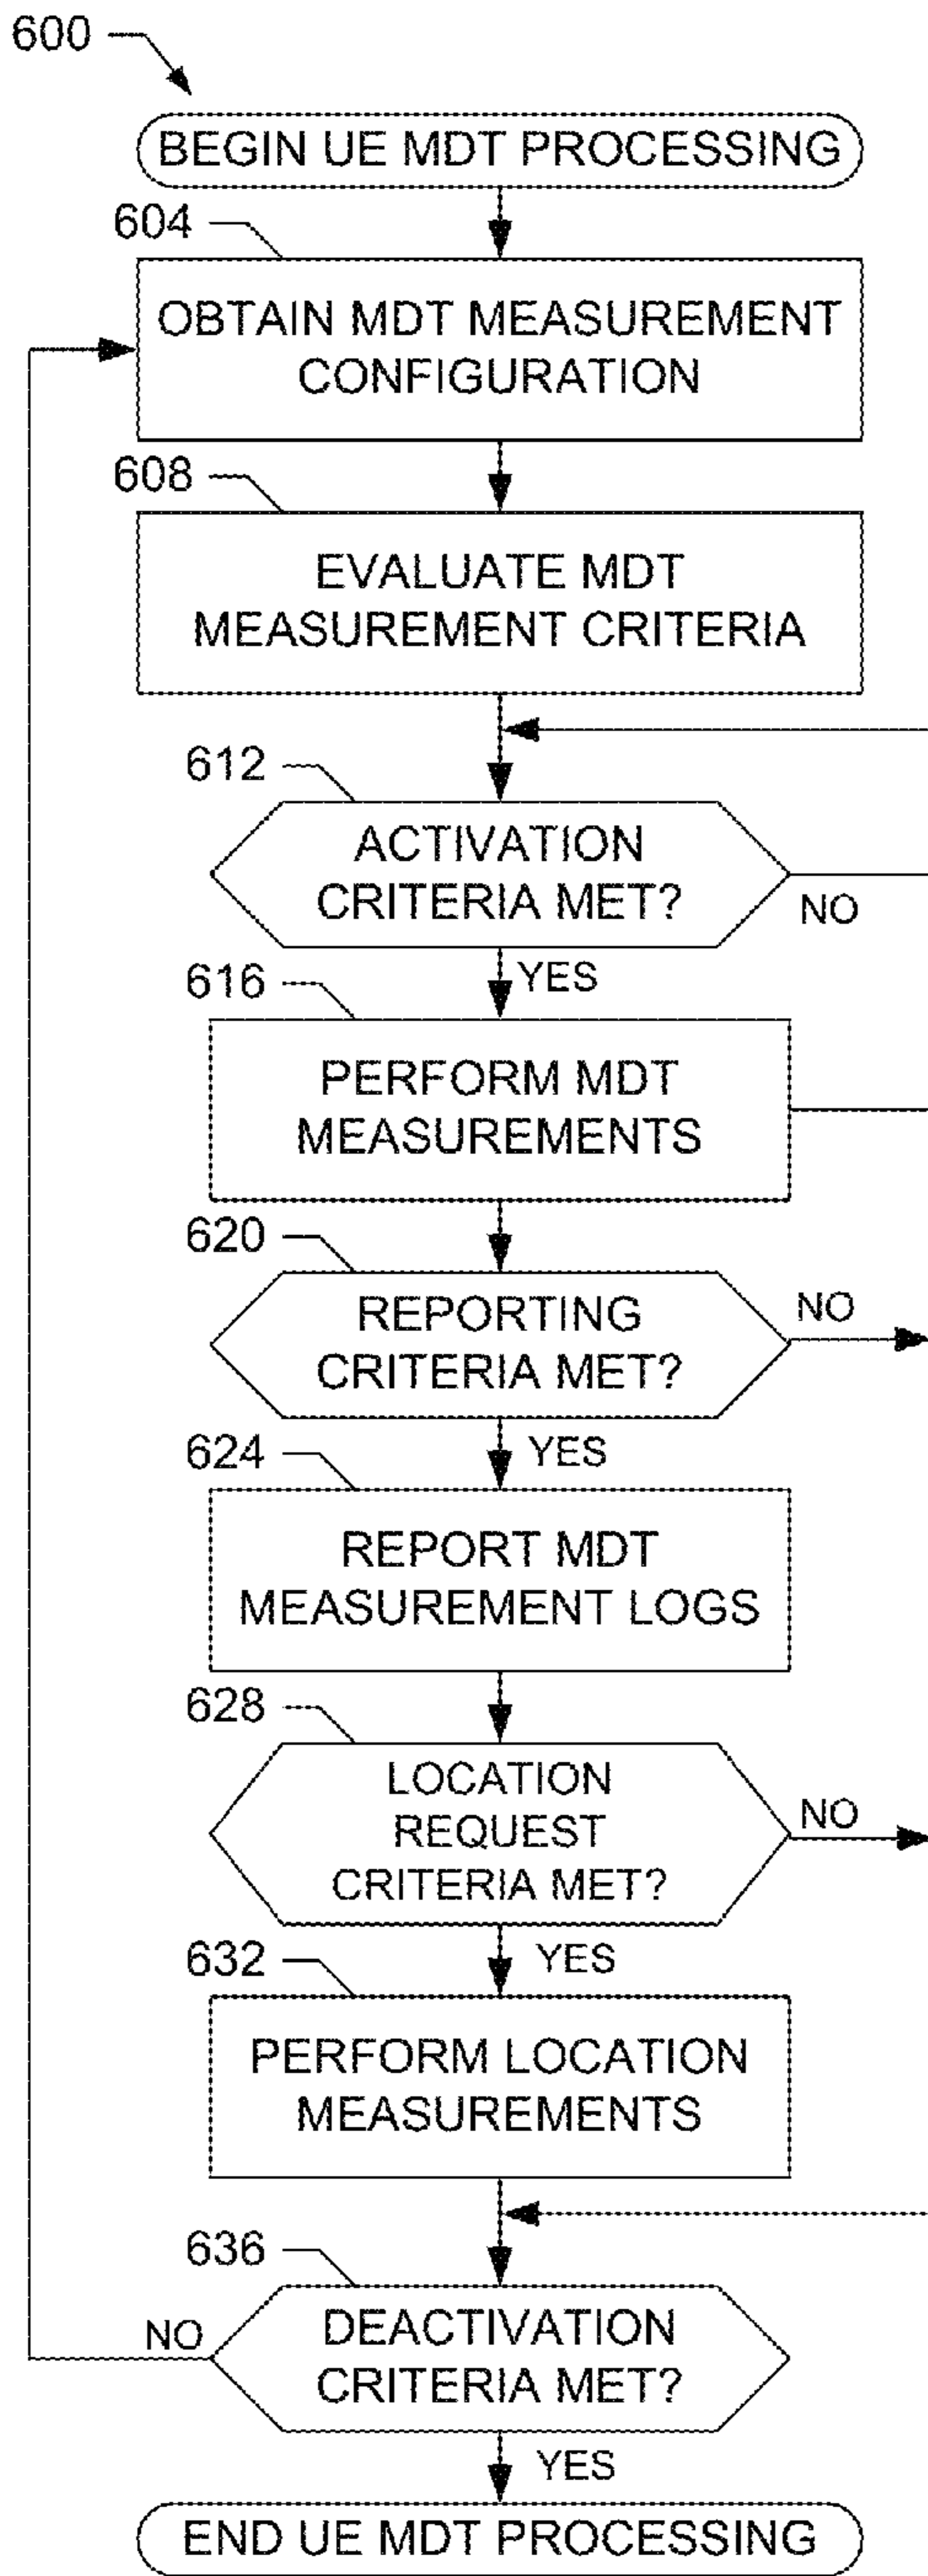 600
BEGIN UE MDT PROCESSING
604
OBTAIN MDT MEASUREMENT
CONFIGURATION
608
EVALUATE MDT
MEASUREMENT CRITERIA
612
ACTIVATION
CRITERIA MET?
NO
YES
616
PERFORM MDT
MEASUREMENTS
620
REPORTING
CRITERIA MET?
NO
YES
624
REPORT MDT
MEASUREMENT LOGS
628
LOCATION
REQUEST
CRITERIA MET?
NO
YES
632
PERFORM LOCATION
MEASUREMENTS
636
DEACTIVATION
CRITERIA MET?
NO
YES
END UE MDT PROCESSING